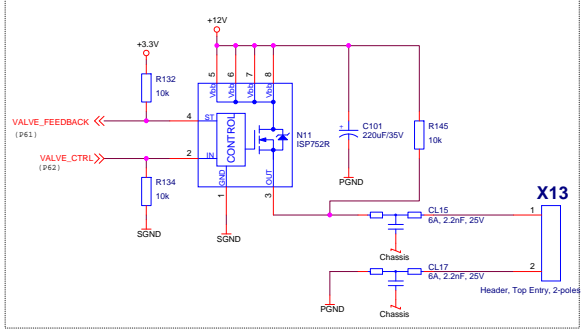 +12V
+3.3V
R132
10k
5
6
7
8
Vbb
Vbb
Vbb
Vbb
VALVE_FEEDBACK
(P61)
4
ST
CONTROL
N11
ISP752R
C101
220uF/35V
+
R145
10k
VALVE_CTRL
(P62)
2
IN
GND
OUT
R134
10k
1
3
PGND
SGND
SGND
X13
CL15
6A, 2.2nF, 25V
1
Chassis
CL17
6A, 2.2nF, 25V
2
Header, Top Entry, 2-poles
PGND
Chassis